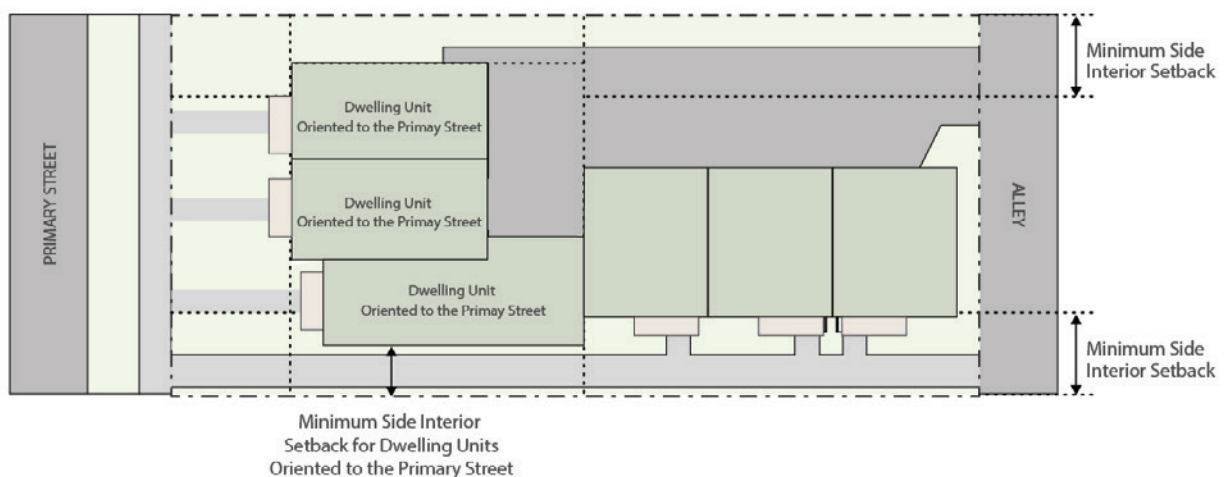 Minimum Side
Interior Setback
Dwelling Unit
Oriented to the Primay Street
Dwelling Unit
Oriented to the Primay Street
Dwelling Unit
Oriented to the Primay Street
PRIMARY STREET
ALLEY
Minimum Side
Interior Setback
Minimum Side Interior
Setback for Dwelling Units
Oriented to the Primary Street